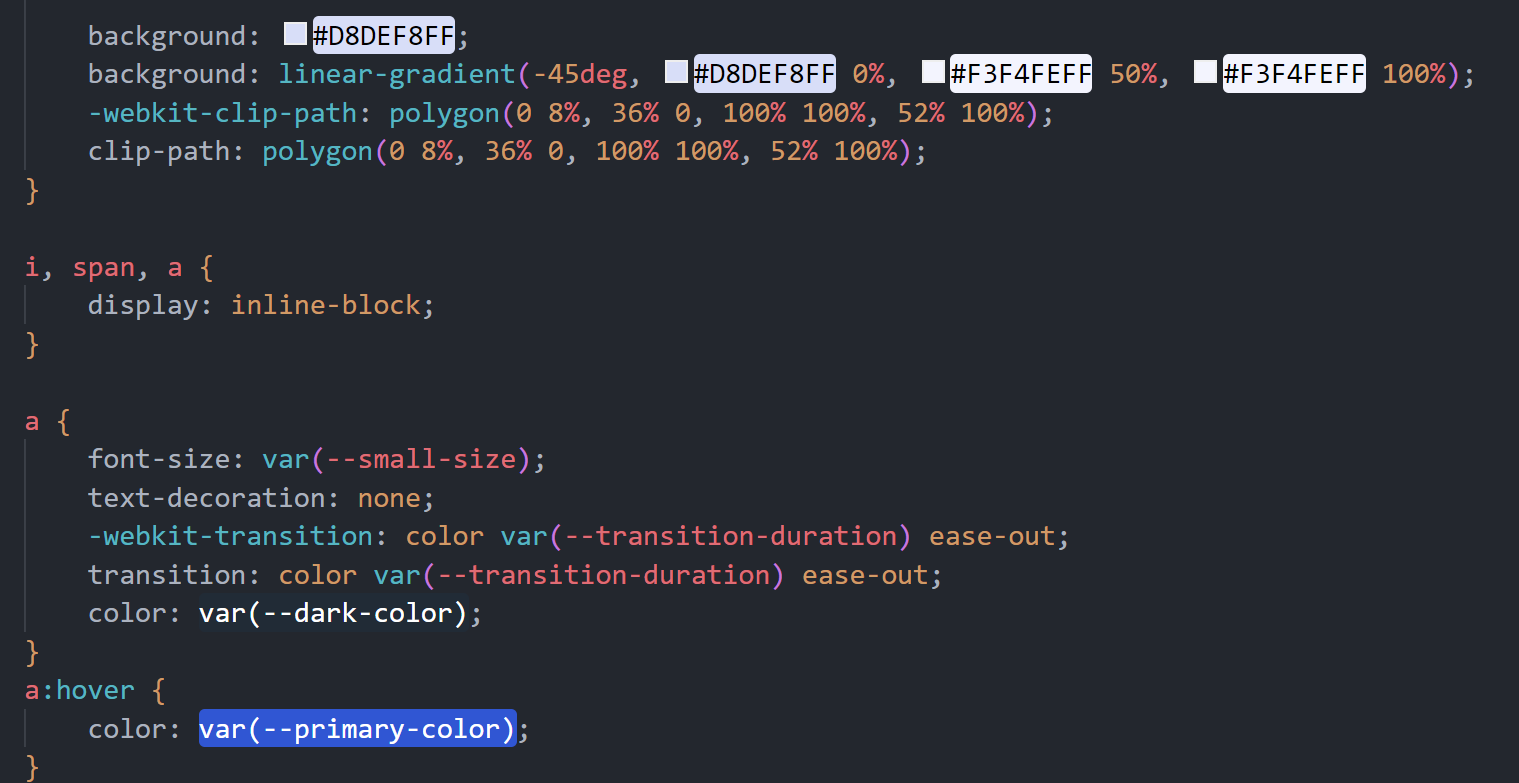 background: #D8DEF8FF;
background: linear-gradient(-45deg, #D8DEF8FF 0%, #F3F4FEFF 50%, #F3F4FEFF 100%);
-webkit-clip-path: polygon(0 8%, 36% 0, 100% 100%, 52% 100%);
clip-path: polygon(0 8%, 36% 0, 100% 100%, 52% 100%);
}
i, span, a {
display: inline-block;
}
a {
font-size: var(--small-size);
text-decoration: none;
-webkit-transition: color var(--transition-duration) ease-out;
transition: color var(--transition-duration) ease-out;
color: var(--dark-color);
}
a:hover {
color: var(--primary-color);
}